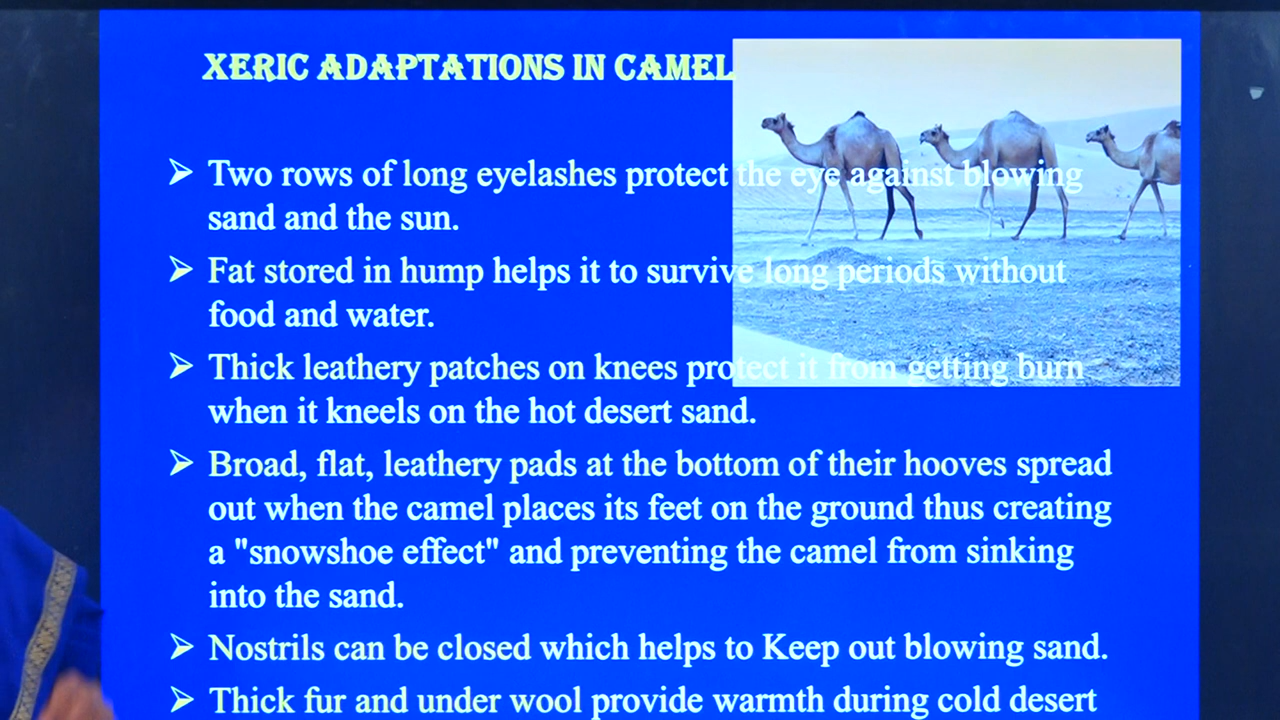 XERIC ADAPTATIONS IN CAMEL
➢ Two rows of long eyelashes protect the eye against blowing
sand and the sun.
➢ Fat stored in hump helps it to survive long periods without
food and water.
➢ Thick leathery patches on knees protect it from getting burn
when it kneels on the hot desert sand.
➢ Broad, flat, leathery pads at the bottom of their hooves spread
out when the camel places its feet on the ground thus creating
a "snowshoe effect" and preventing the camel from sinking
into the sand.
➢ Nostrils can be closed which helps to Keep out blowing sand.
➢ Thick fur and under wool provide warmth during cold desert